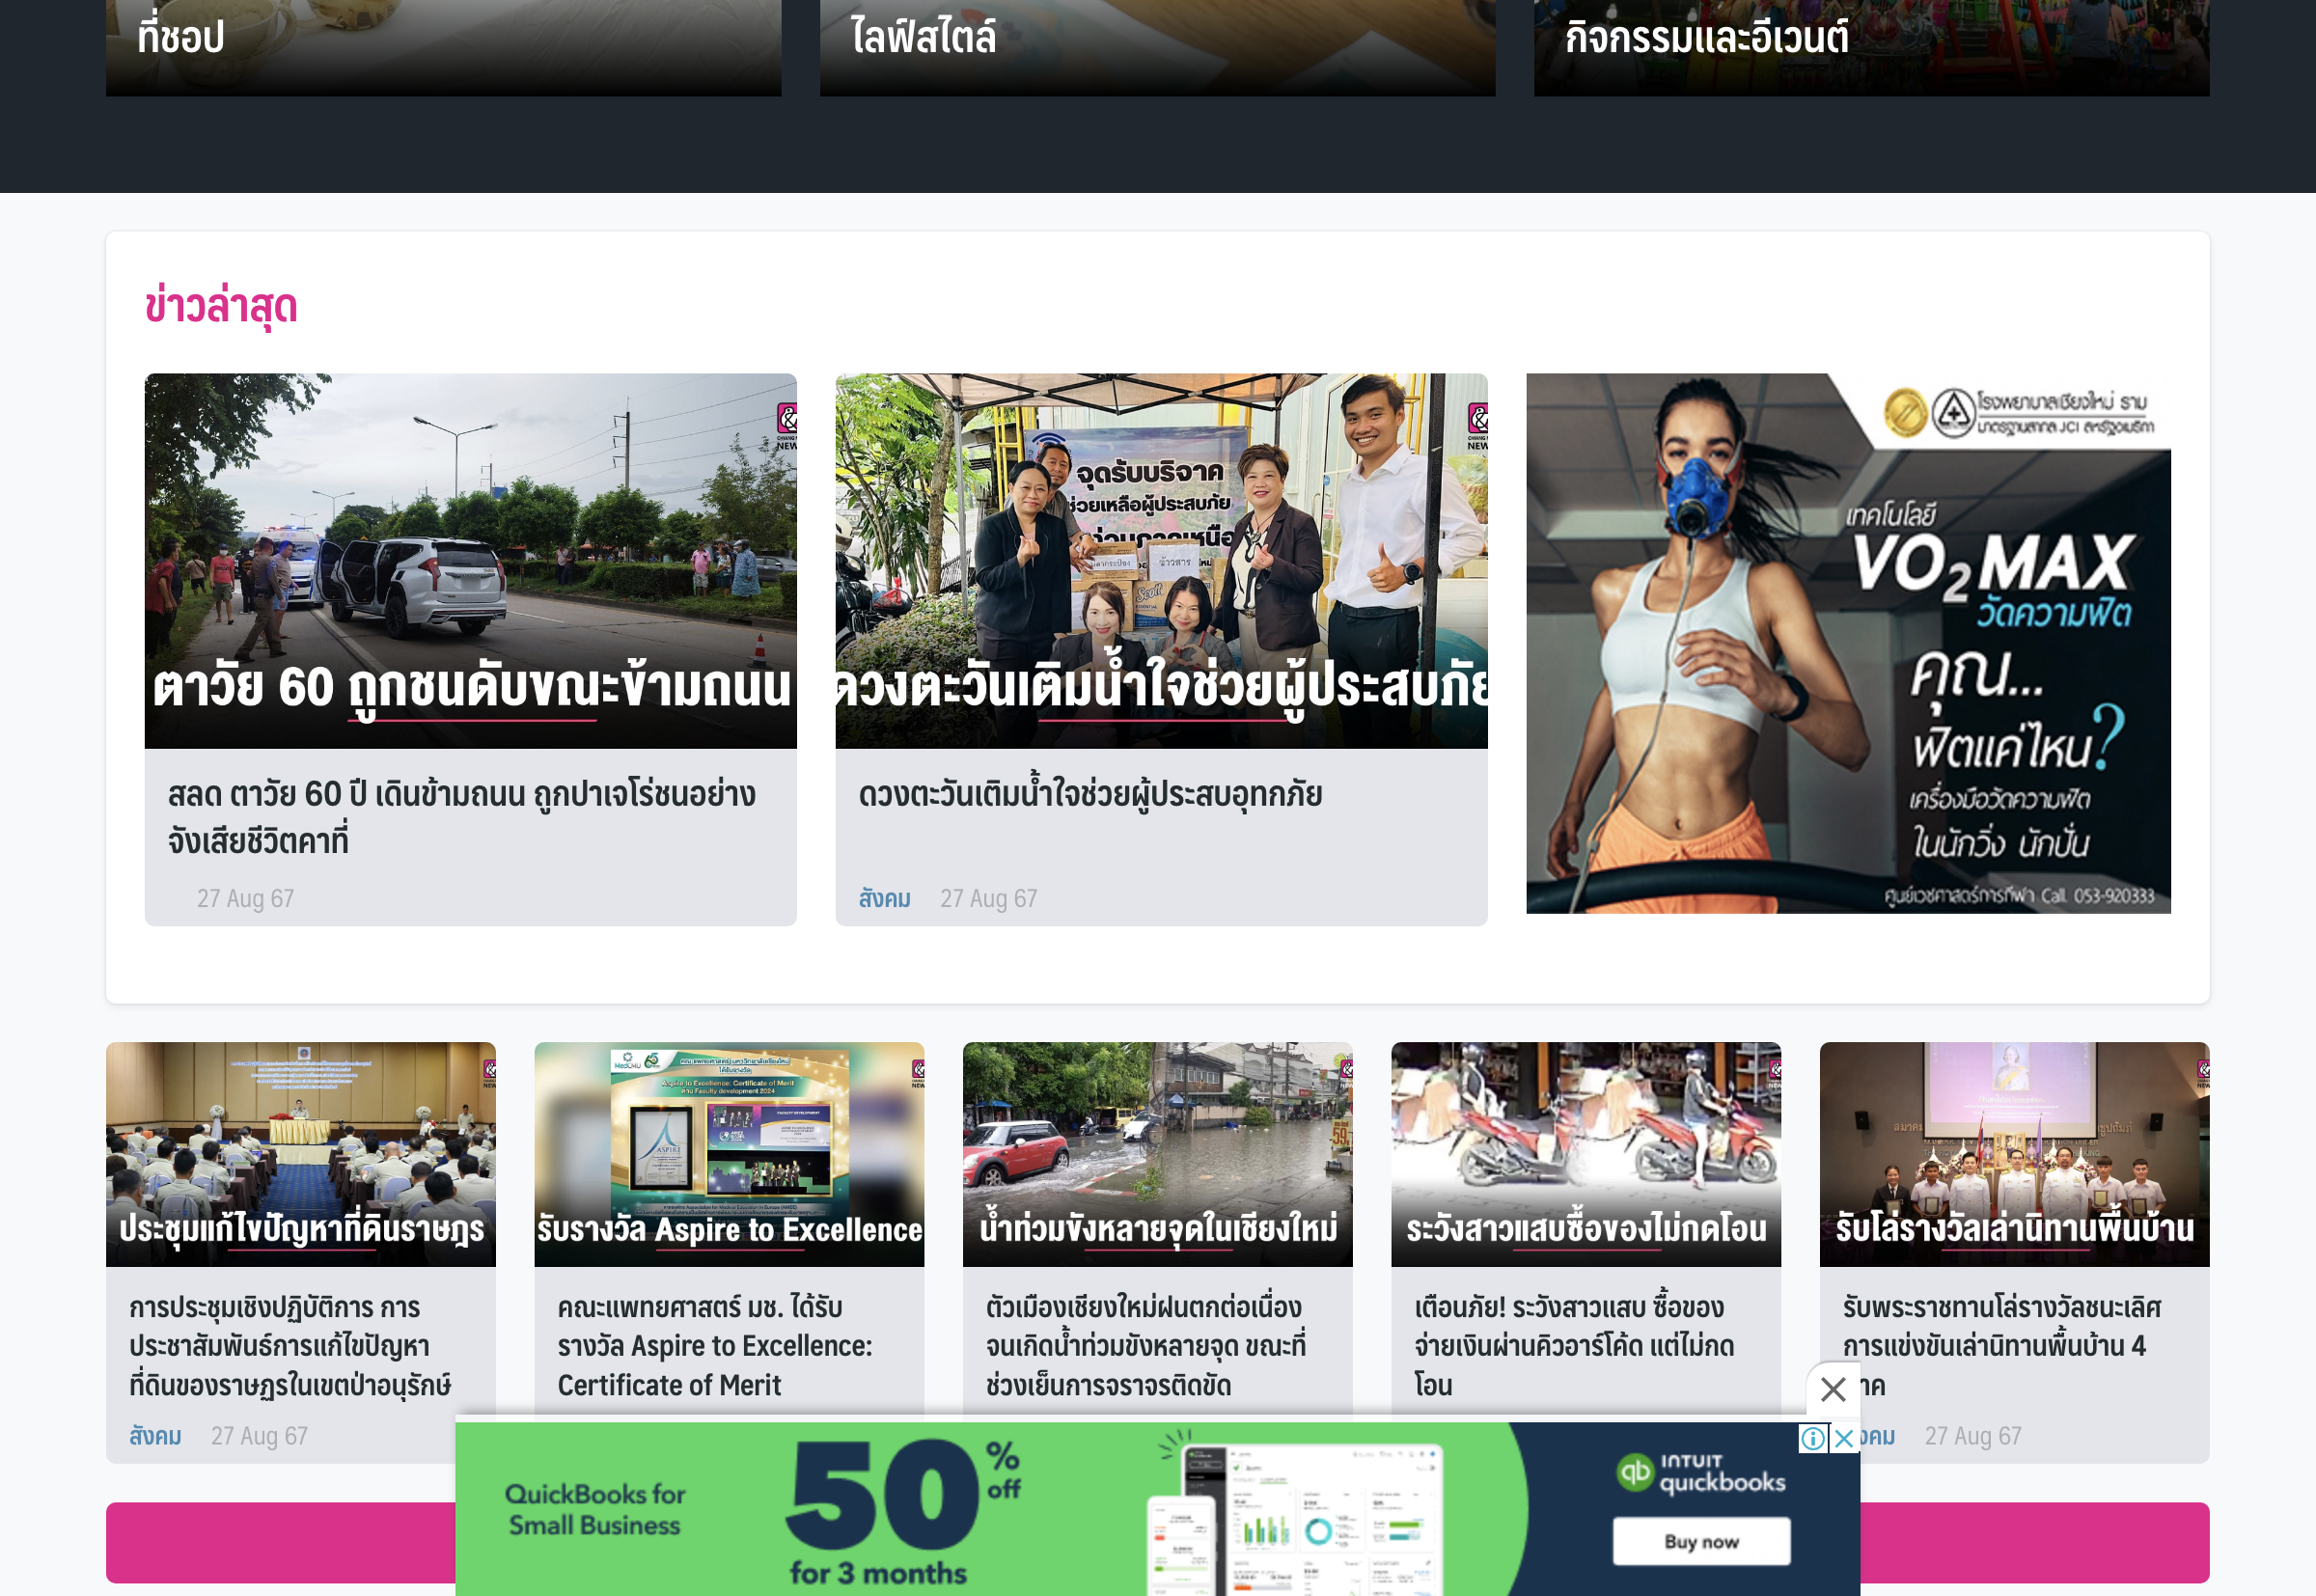 ที่ชอป
ไลฟ์สไตล์
กิจกรรมและอีเวนต์
ข่าวล่าสุด
จุดรับบริจาค
ช่วยเหลือผู้ประสบภัย
ข้าวสาร
Scott
ตาวัย 60 ถูกชนดับขณะข้ามถนน
ดวงตะวันเติมน้ำใจช่วยผู้ประสบภัย
สลด ตาวัย 60 ปี เดินข้ามถนน ถูกปาเจโร่ชนอย่าง
จังเสียชีวิตคาที่
27 Aug 67
ดวงตะวันเติมน้ำใจช่วยผู้ประสบอุทกภัย
สังคม 27 Aug 67
โรงพยาบาลเชียงใหม่ ราม
มาตรฐานสากล JCI สหรัฐอเมริกา
เทคโนโลยี
VO2 MAX
วัดความฟิต
คุณ...
ฟิตแค่ไหน?
เครื่องมือวัดความฟิต
ในนักวิ่ง นักปั่น
ศูนย์เวชศาสตร์การกีฬา Call. 053-920333
ประชุมแก้ไขปัญหาที่ดินราษฎร
การประชุมเชิงปฏิบัติการ การ
ประชาสัมพันธ์การแก้ไขปัญหา
ที่ดินของราษฎรในเขตป่าอนุรักษ์
สังคม 27 Aug 67
ได้รับรางวัล
Aspire to Excellence: Certificate of Merit
ด้าน Faculty development 2024
ASPIRE
รับรางวัล Aspire to Excellence
คณะแพทยศาสตร์ มช. ได้รับ
รางวัล Aspire to Excellence:
Certificate of Merit
59
น้ำท่วมขังหลายจุดในเชียงใหม่
ตัวเมืองเชียงใหม่ฝนตกต่อเนื่อง
จนเกิดน้ำท่วมขังหลายจุด ขณะที่
ช่วงเย็นการจราจรติดขัด
ระวังสาวแสบซื้อของไม่กดโอน
เตือนภัย! ระวังสาวแสบ ซื้อของ
จ่ายเงินผ่านคิวอาร์โค้ด แต่ไม่กด
โอน
รับโล่รางวัลเล่านิทานพื้นบ้าน
รับพระราชทานโล่รางวัลชนะเลิศ
การแข่งขันเล่านิทานพื้นบ้าน 4
าค
คม 27 Aug 67
QuickBooks for
Small Business
50% off
for 3 months
INTUIT
quickbooks
Buy now